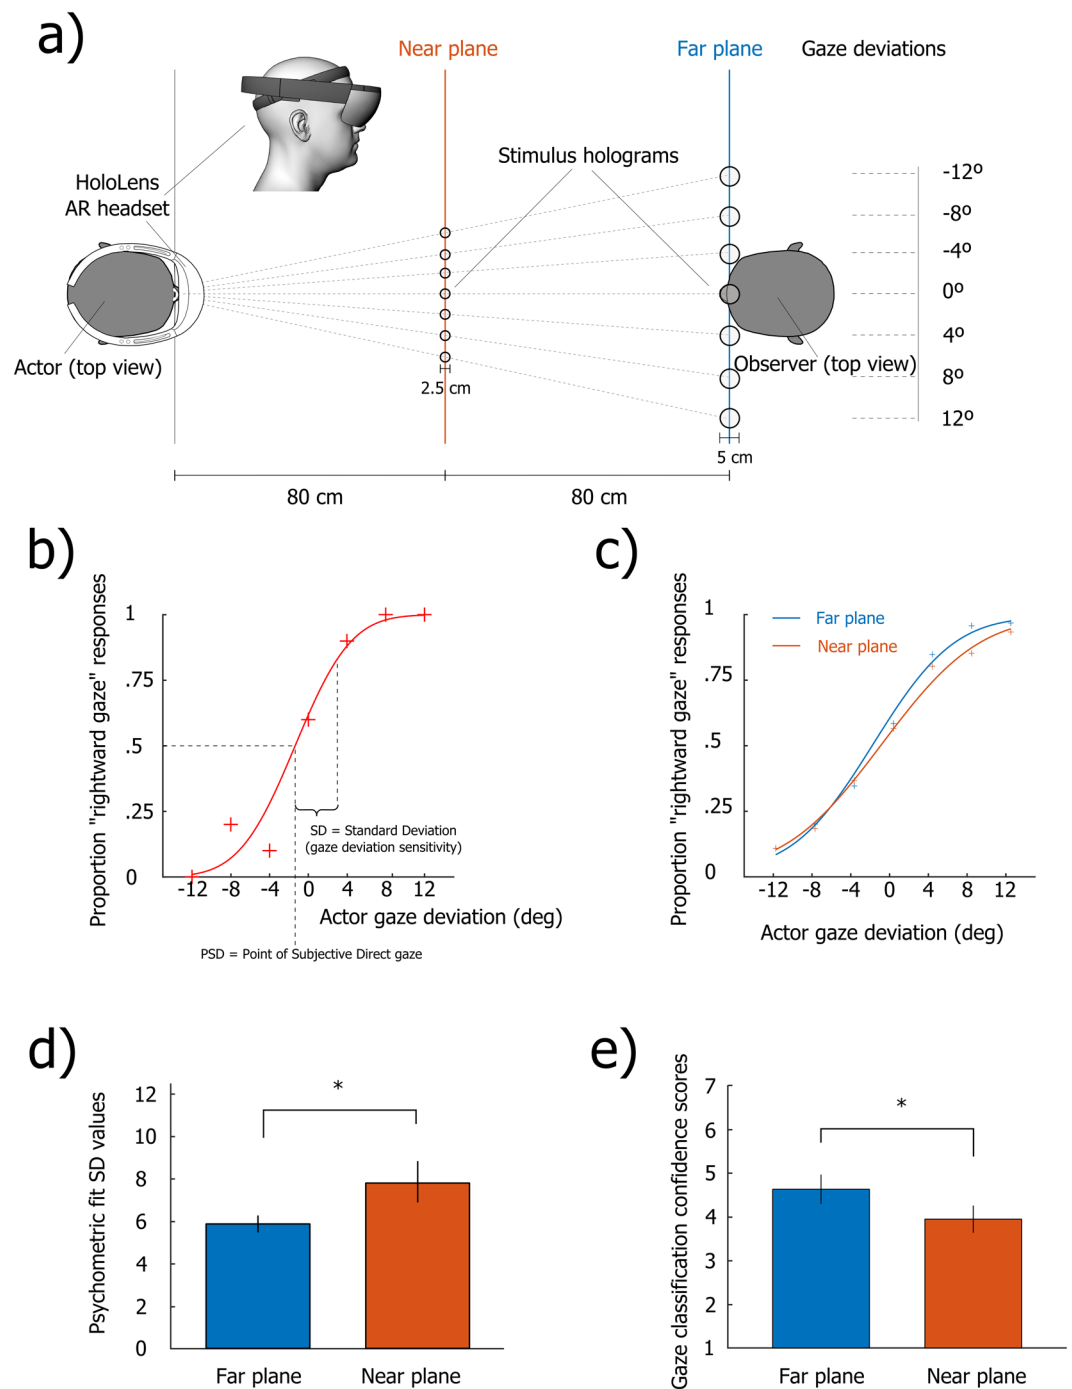 a)
Near plane
Far plane
Gaze deviations
Stimulus holograms
HoloLens
AR headset
-12º
-8º
-4º
0º
4º
8º
12º
Actor (top view)
Observer (top view)
2.5 cm
5 cm
80 cm
80 cm
b)
Proportion "rightward gaze" responses
1
.75
.5
.25
0
SD = Standard Deviation
(gaze deviation sensitivity)
-12
-8
-4
0
4
8
12
Actor gaze deviation (deg)
PSD = Point of Subjective Direct gaze
c)
Proportion "rightward gaze" responses
1
.75
.5
.25
0
Far plane
Near plane
-12
-8
-4
0
4
8
12
Actor gaze deviation (deg)
d)
Psychometric fit SD values
12
10
8
6
4
2
0
*
Far plane
Near plane
e)
Gaze classification confidence scores
7
6
5
4
3
2
1
*
Far plane
Near plane